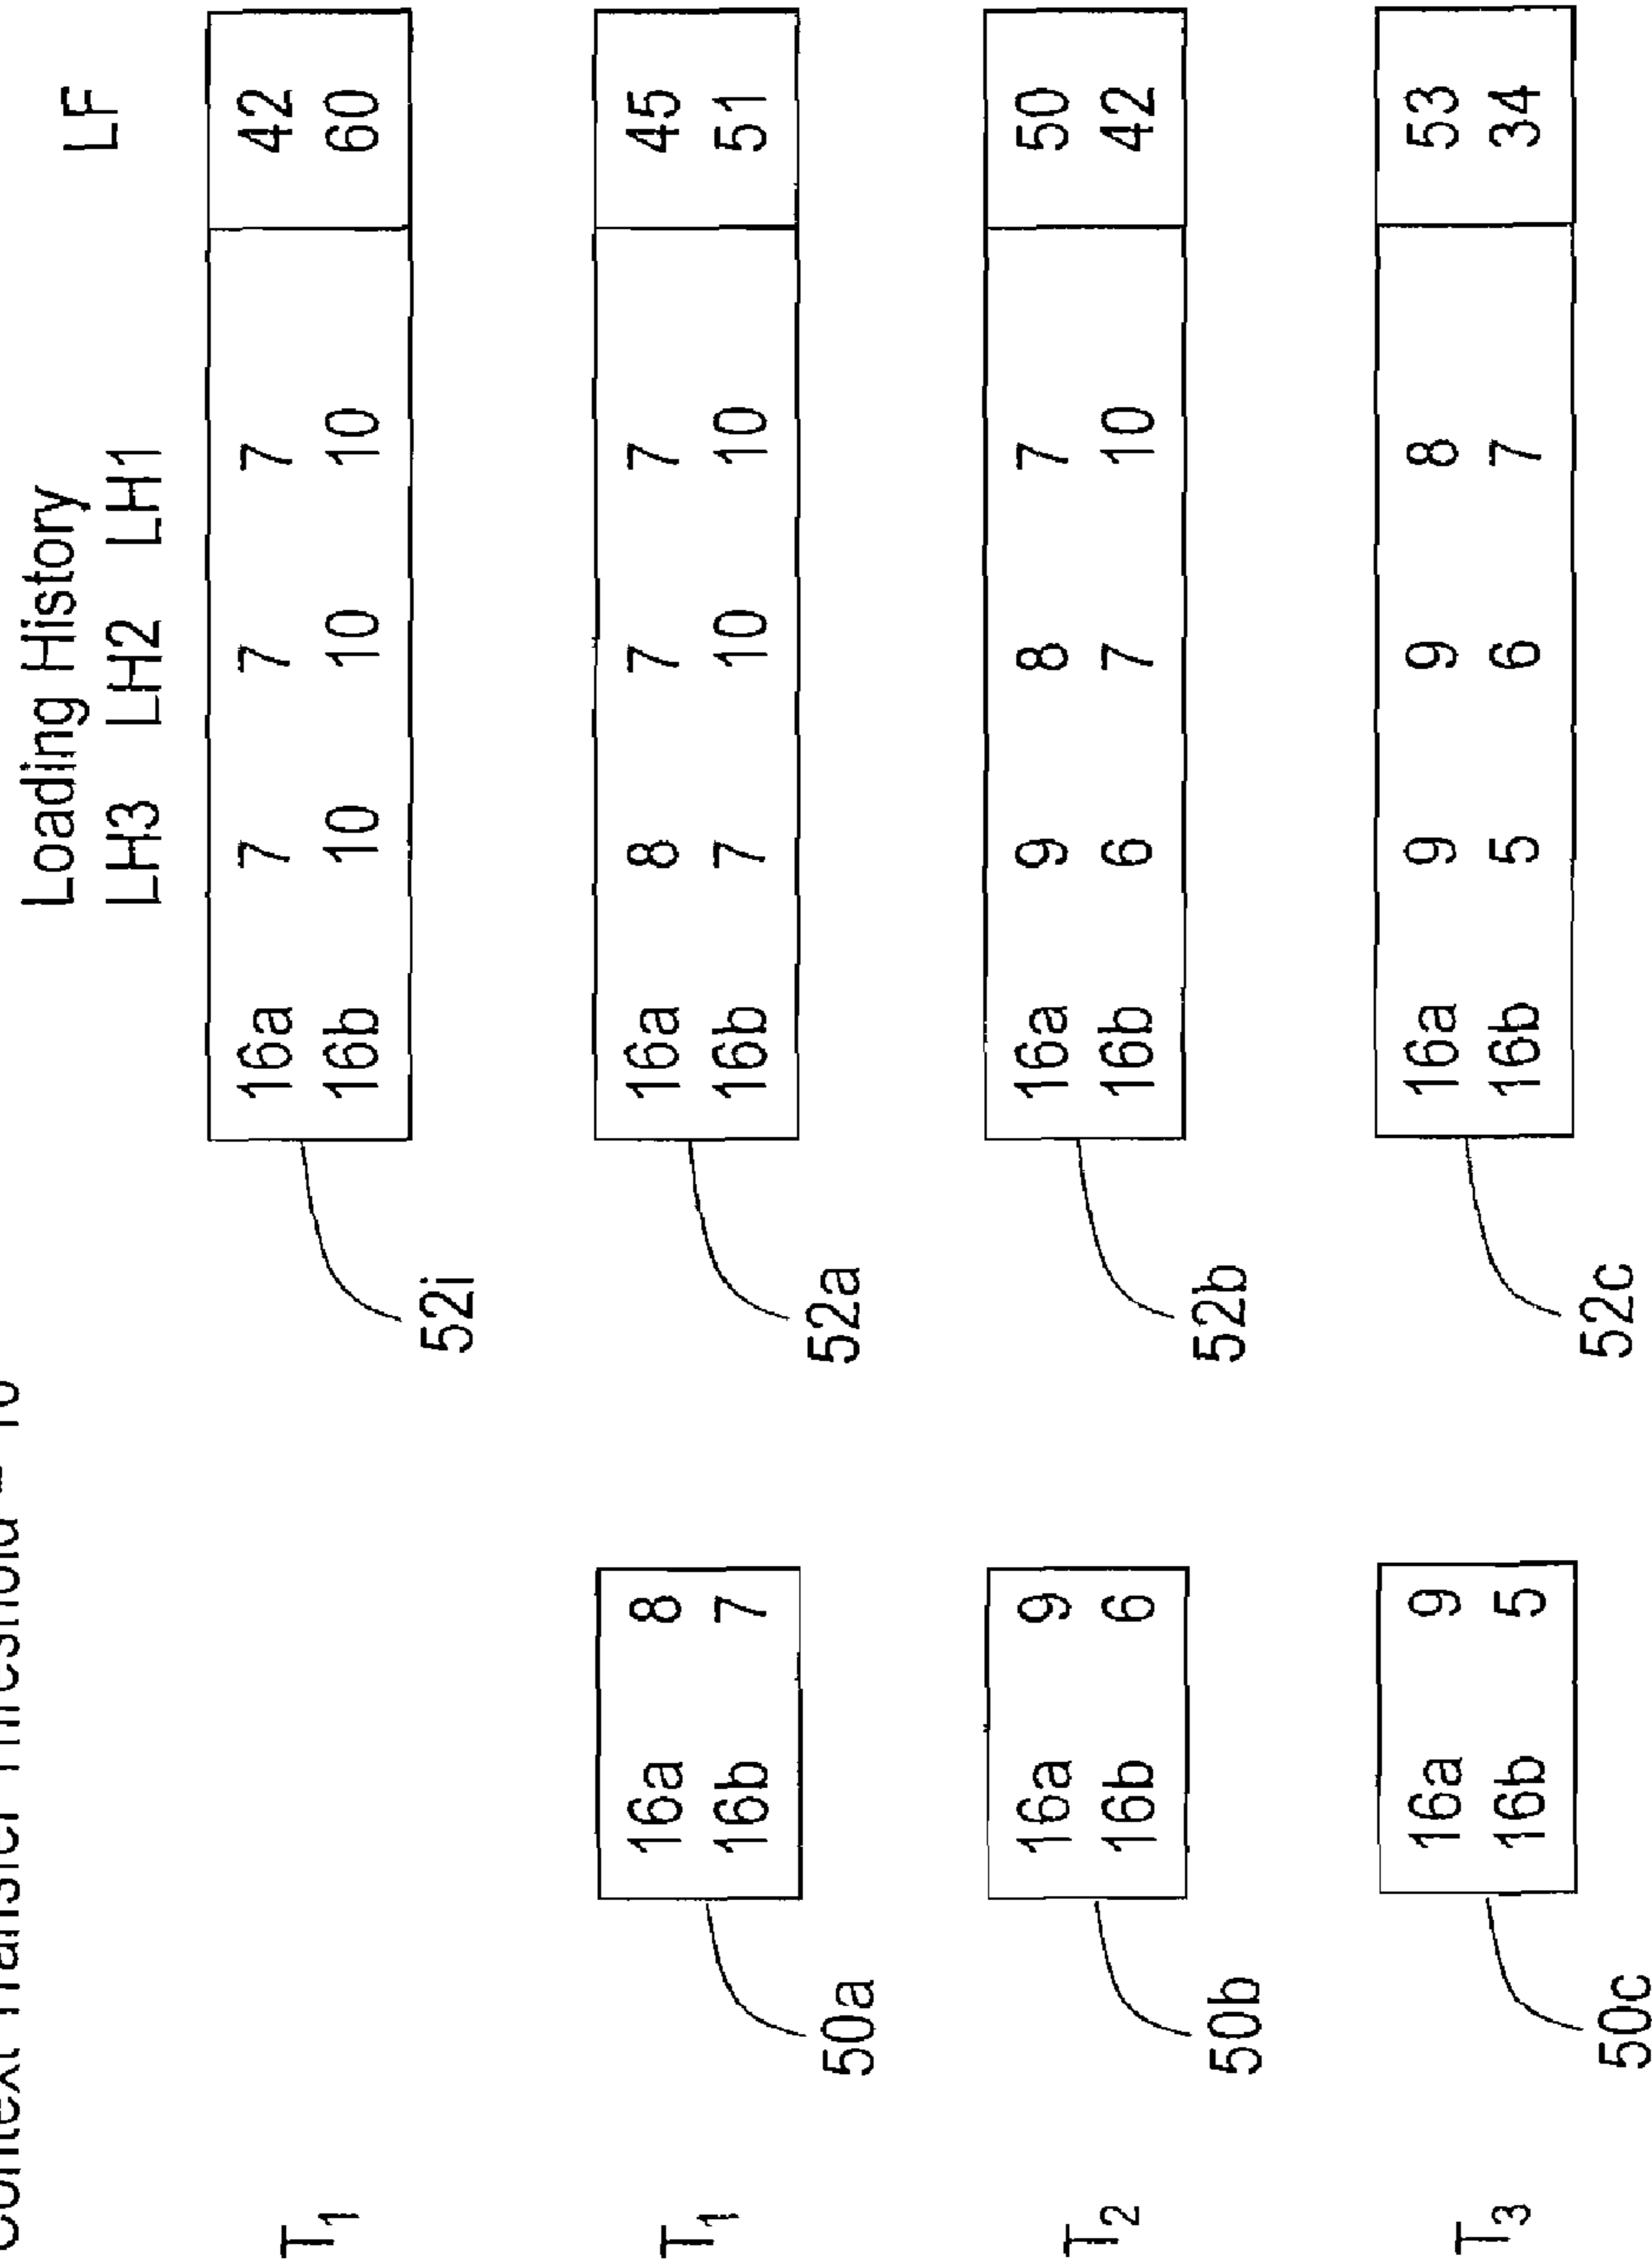 Context Transfer Threshold = 10
Loading History
LH3 LH2 LH1 LF
T1
16a 7 7 7 42
16b 10 10 10 60
52i
T1
16a 8
16b 7
50a
16a 8 7 7 45
16b 7 10 10 51
52a
T2
16a 9
16b 6
50b
16a 9 8 7 50
16b 6 7 10 42
52b
T3
16a 9
16b 5
50c
16a 9 9 8 53
16b 5 6 7 34
52c